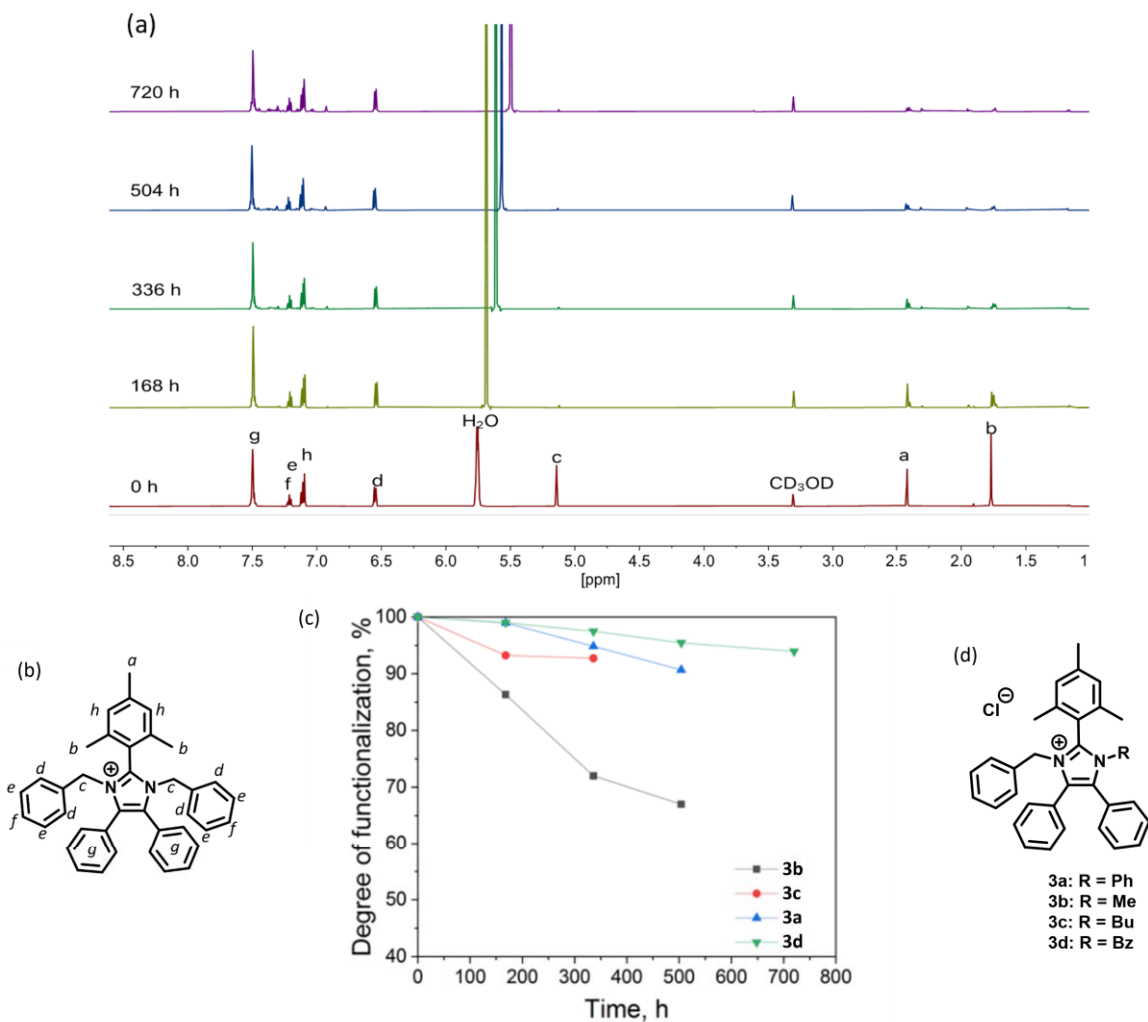 (a)
720 h
504 h
336 h
168 h
H₂O
g
e
h
b
c
a
f
d
CD₃OD
0 h
8.5 8.0 7.5 7.0 6.5 6.0 5.5 5.0 4.5 4.0 3.5 3.0 2.5 2.0 1.5 1
[ppm]
(b)
a
h h
b b
d d
e c N ⊕ N c e
f d d f
e g g e
(c)
Degree of functionalization, %
100
90
80
70
60
50
40
3b
3c
3a
3d
0 100 200 300 400 500 600 700 800
Time, h
(d)
Cl⊖
⊕
N N R
3a: R = Ph
3b: R = Me
3c: R = Bu
3d: R = Bz